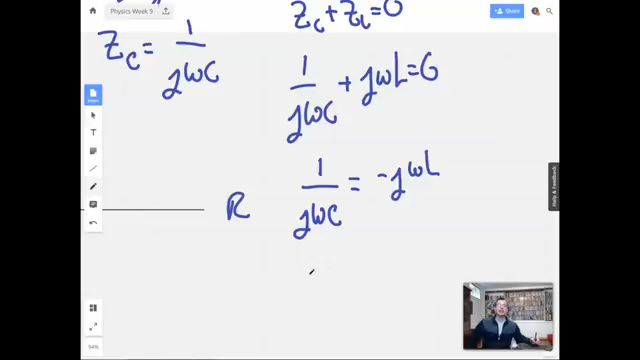 Physics Week 9
Share
Z_C + Z_L = 0
Z_C = 1/jωC
1/jωC + jωL = 0
1/jωC = -jωL
R
Help & Feedback
54%